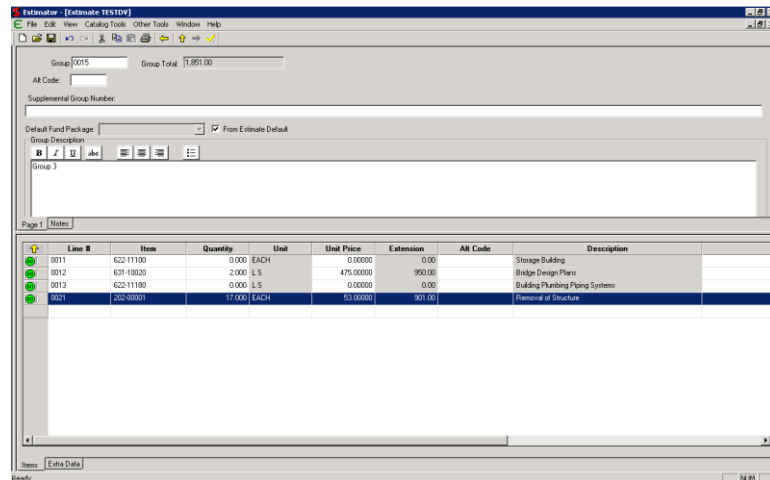 Estimator - [Estimate TESTDV]
File Edit View Catalog Tools Other Tools Window Help
Group 0015 Group Total: 1,851.00
Alt Code:
Supplemental Group Number:
Default Fund Package: From Estimate Default
Group Description
B I U abc
Group 3
Page 1 Notes
Line # Item Quantity Unit Unit Price Extension Alt Code Description
0011 622-11100 0.000 EACH 0.00000 0.00 Storage Building
0012 631-10020 2.000 L S 475.00000 950.00 Bridge Design Plans
0013 622-11180 0.000 L S 0.00000 0.00 Building Plumbing Piping Systems
0021 202-00001 17.000 EACH 53.00000 901.00 Removal of Structure
Items Extra Data
Ready NUM